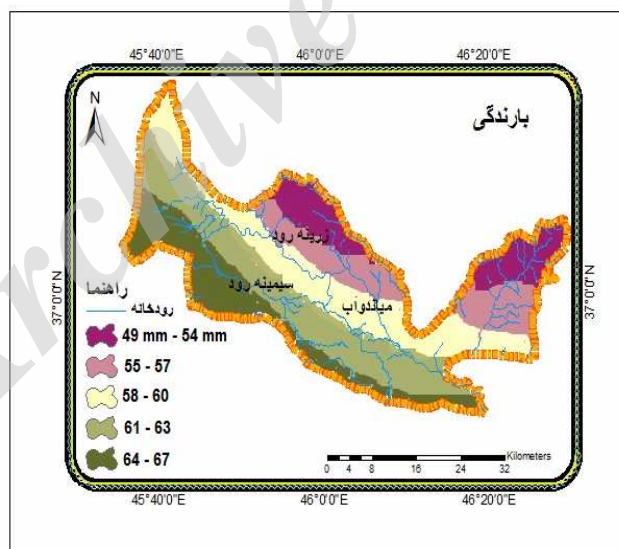 45°40'0"E 46°0'0"E 46°20'0"E
N
بارندگی
زرینه رود
سیمینه رود
میاندوآب
37°0'0"N 37°0'0"N
راهنما
رودخانه
49 mm - 54 mm
55 - 57
58 - 60
61 - 63
64 - 67
Kilometers
0 4 8 16 24 32
45°40'0"E 46°0'0"E 46°20'0"E
Archive